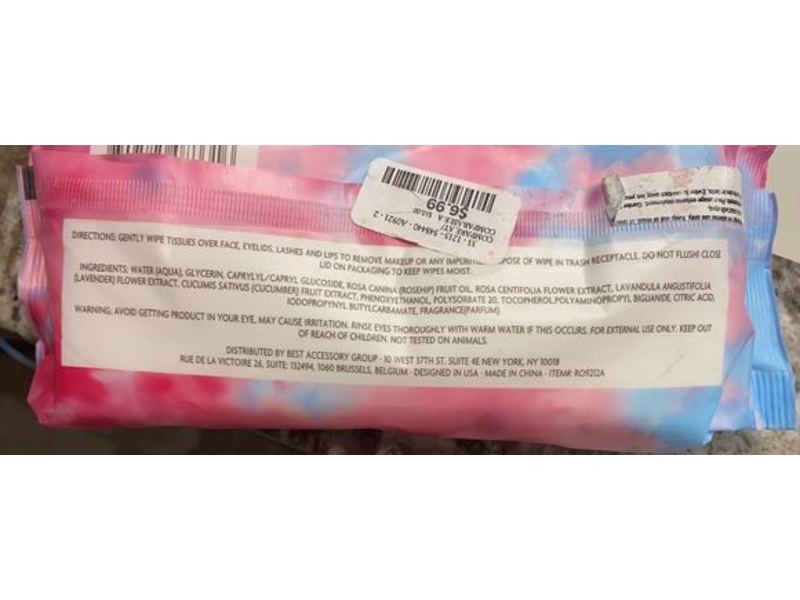 DIRECTIONS: GENTLY WIPE TISSUES OVER FACE, EYELIDS, LASHES AND LIPS TO REMOVE MAKEUP OR ANY POSE OF WIPE IN TRASH RECEPTACLE. DO NOT FLUSH! CLOSE
LID ON PACKAGING TO KEEP WIPES MOIST.
INGREDIENTS: WATER (AQUA), GLYCERIN, CAPRYLYL/CAPRYL GLUCOSIDE, ROSA CANINA (ROSEHIP) FRUIT OIL, ROSA CENTIFOLIA FLOWER EXTRACT, LAVANDULA ANGUSTIFOLIA
(LAVENDER) FLOWER EXTRACT, CUCUMIS SATIVUS (CUCUMBER) FRUIT EXTRACT, PHENOXYETHANOL, POLYSORBATE 20, TOCOPHEROL,POLYAMINOPROPYL BIGUANIDE, CITRIC ACID,
IODOPROPYNYL BUTYLCARBAMATE, FRAGRANCE(PARFUM).
WARNING: AVOID GETTING PRODUCT IN YOUR EYE, MAY CAUSE IRRITATION. RINSE EYES THOROUGHLY WITH WARM WATER IF THIS OCCURS. FOR EXTERNAL USE ONLY. KEEP OUT
OF REACH OF CHILDREN. NOT TESTED ON ANIMALS.
DISTRIBUTED BY BEST ACCESSORY GROUP · 10 WEST 37TH ST. SUITE 4E NEW YORK, NY 10018
RUE DE LA VICTOIRE 26, SUITE: 132494, 1060 BRUSSELS, BELGIUM · DESIGNED IN USA · MADE IN CHINA · ITEM#: RO9212A
COMPARE AT/
COMPARABLE A $10.00
$6.99